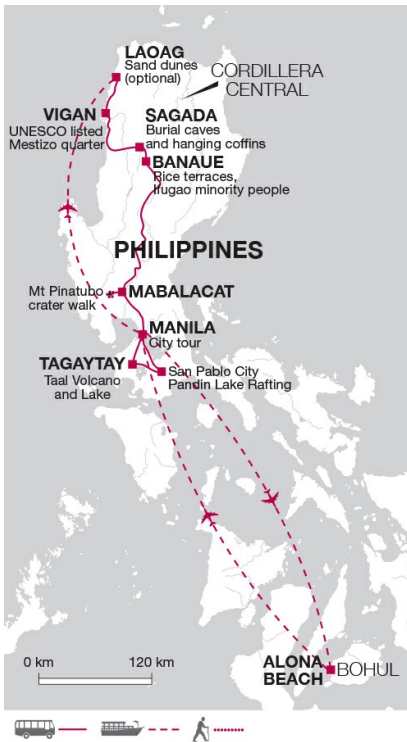 LAOAG
Sand dunes
(optional)
CORDILLERA
CENTRAL
VIGAN
UNESCO listed
Mestizo quarter
SAGADA
Burial caves
and hanging coffins
BANAUE
Rice terraces,
Ifugao minority people
PHILIPPINES
Mt Pinatubo
crater walk
MABALACAT
MANILA
City tour
TAGAYTAY
Taal Volcano
and Lake
San Pablo City
Pandin Lake Rafting
ALONA
BEACH
BOHUL
0 km
120 km